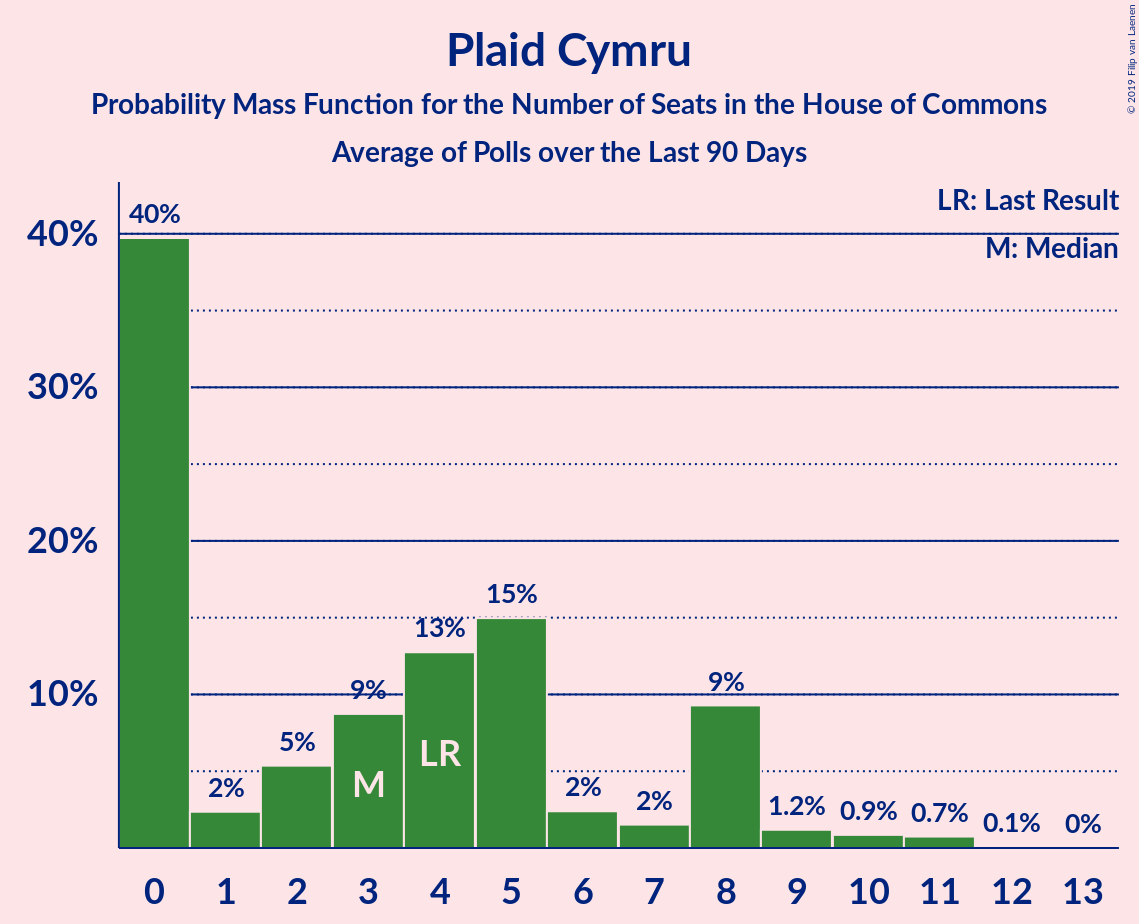 Plaid Cymru
Probability Mass Function for the Number of Seats in the House of Commons
Average of Polls over the Last 90 Days
© 2019 Filip van Laenen
LR: Last Result
M: Median
40%
30%
20%
10%
40%
2%
5%
9%
13%
15%
2%
2%
9%
1.2%
0.9%
0.7%
0.1%
0%
M
LR
0 1 2 3 4 5 6 7 8 9 10 11 12 13